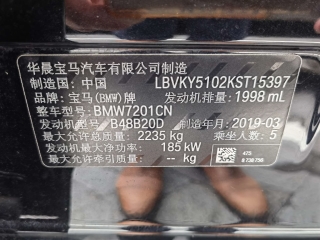 华晨宝马汽车有限公司制造
制造国：中国 LBVKY5102KST15397
品牌：宝马(BMW)牌 发动机排量：1998 mL
整车型号：BMW7201CN
发动机型号：B48B20D 制造年月：2019-03
最大允许总质量：2235 kg 乘坐人数：5
发动机最大净功率：185 kW
最大允许牵引质量：-- kg
475
8736750